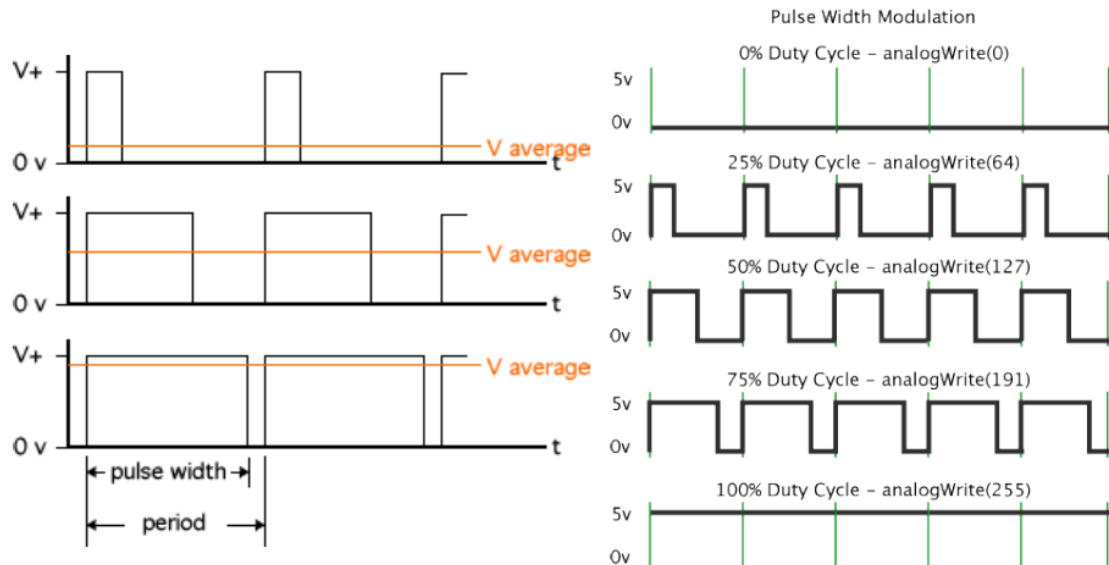 V+
V average
0 v
t
V+
V average
0 v
t
V+
V average
0 v
t
pulse width
period
Pulse Width Modulation
0% Duty Cycle – analogWrite(0)
5v
0v
25% Duty Cycle – analogWrite(64)
5v
0v
50% Duty Cycle – analogWrite(127)
5v
0v
75% Duty Cycle – analogWrite(191)
5v
0v
100% Duty Cycle – analogWrite(255)
5v
0v